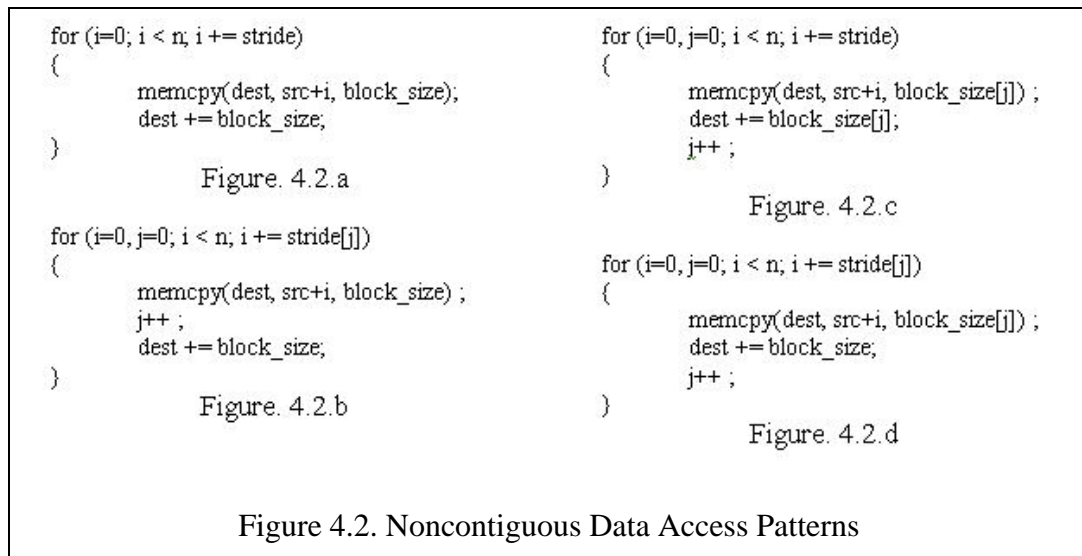 for (i=0; i < n; i += stride)
{
memcpy(dest, src+i, block_size);
dest += block_size;
}
Figure. 4.2.a
for (i=0, j=0; i < n; i += stride[j])
{
memcpy(dest, src+i, block_size) ;
j++ ;
dest += block_size;
}
Figure. 4.2.b
for (i=0, j=0; i < n; i += stride)
{
memcpy(dest, src+i, block_size[j]) ;
dest += block_size[j];
j++ ;
}
Figure. 4.2.c
for (i=0, j=0; i < n; i += stride[j])
{
memcpy(dest, src+i, block_size[j]) ;
dest += block_size;
j++ ;
}
Figure. 4.2.d
Figure 4.2. Noncontiguous Data Access Patterns